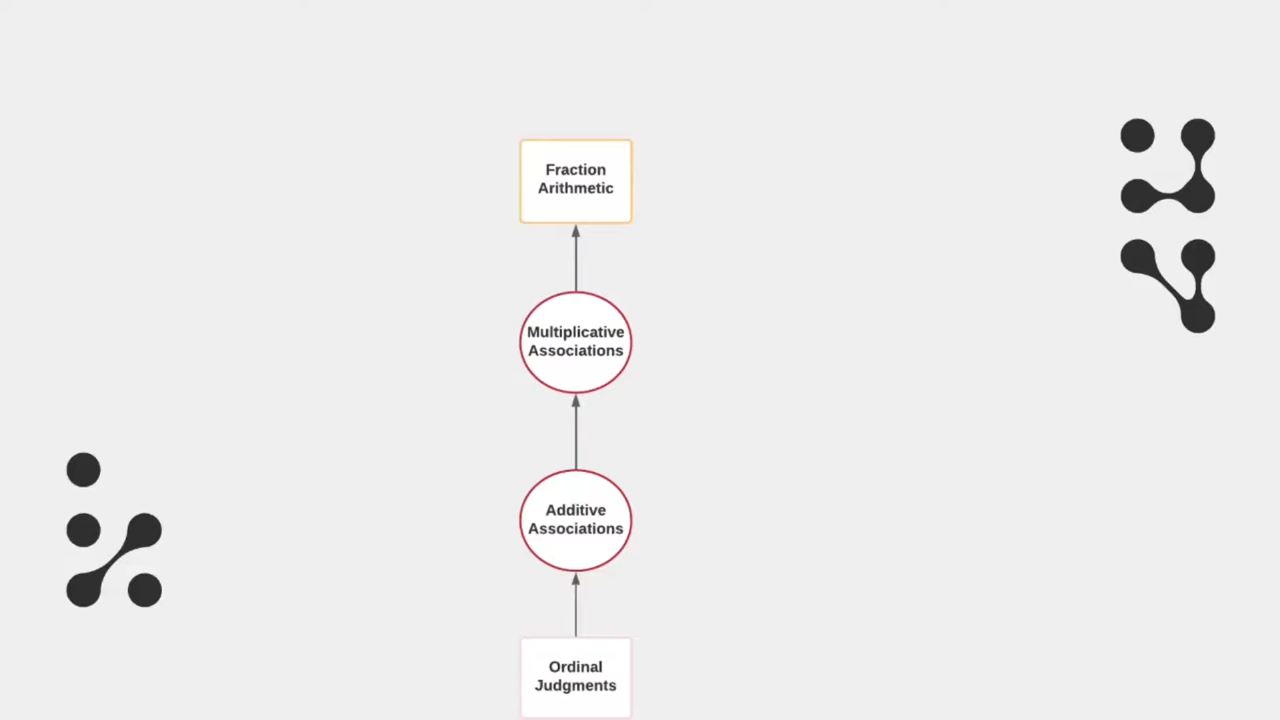 Fraction
Arithmetic
Multiplicative
Associations
Additive
Associations
Ordinal
Judgments